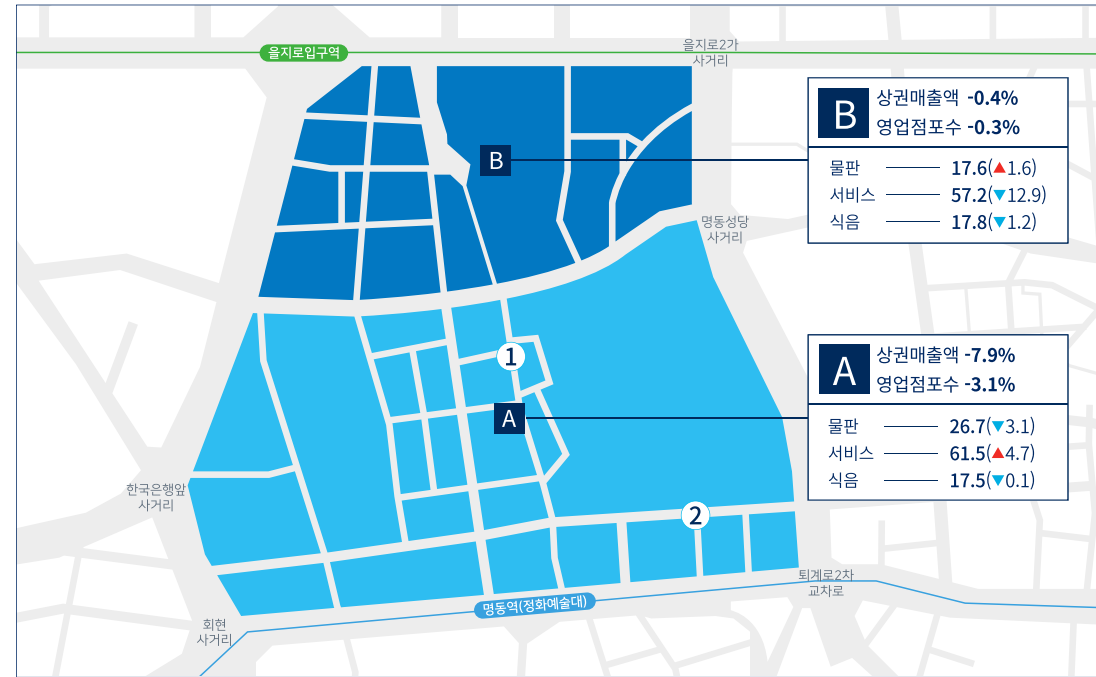 을지로입구역
을지로2가
사거리
B
상권매출액 -0.4%
영업점포수 -0.3%
물판 17.6(▲1.6)
서비스 57.2(▼12.9)
식음 17.8(▼1.2)
B
명동성당
사거리
1
A
상권매출액 -7.9%
영업점포수 -3.1%
물판 26.7(▼3.1)
서비스 61.5(▲4.7)
식음 17.5(▼0.1)
A
한국은행앞
사거리
2
퇴계로2차
교차로
명동역(정화예술대)
회현
사거리